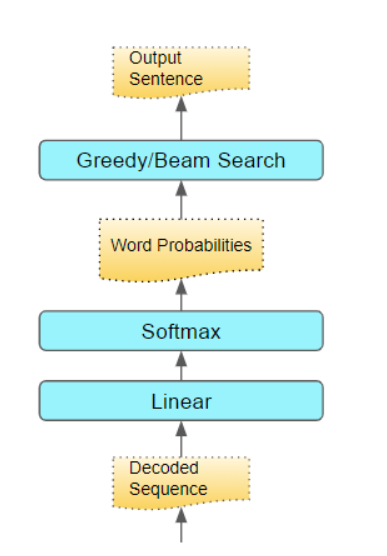 Output
Sentence
Greedy/Beam Search
Word Probabilities
Softmax
Linear
Decoded
Sequence